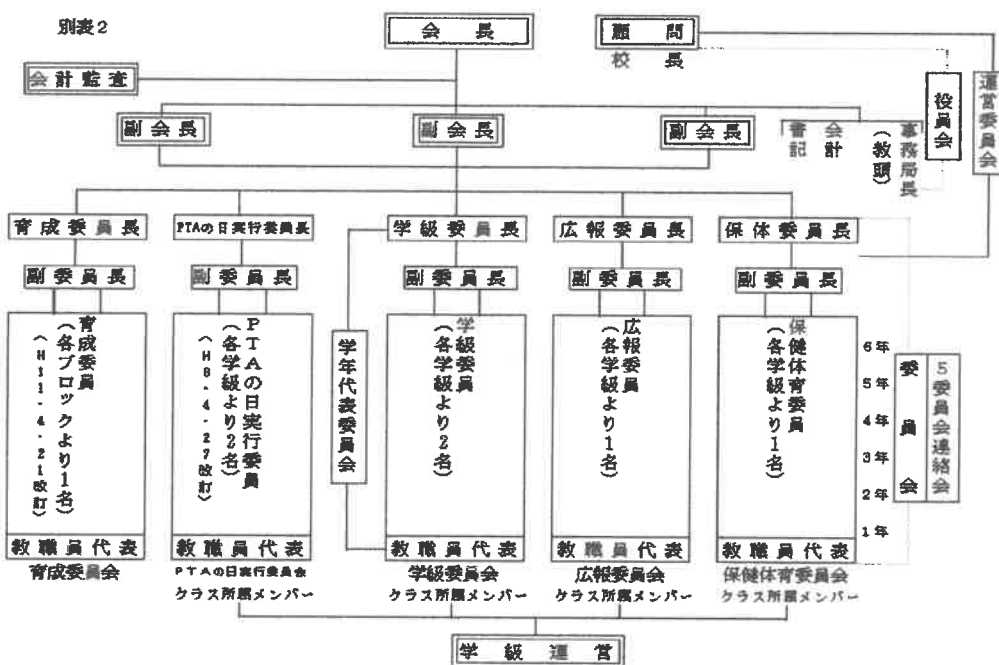 別表2
会長
顧問
校長
会計監査
副会長
副会長
副会長
書記
会計
事務局長
(教頭)
役員会
運営委員会
育成委員長
PTAの日実行委員長
学級委員長
広報委員長
保体委員長
副委員長
副委員長
副委員長
副委員長
副委員長
育成委員
(各ブロックより1名)
(H11-4-21改訂)
PTAの日実行委員
(各学級より2名)
(H8-4-27改訂)
学年代表委員会
学級委員
(各学級より2名)
広報委員
(各学級より1名)
保健体育委員
(各学級より1名)
6年
5年
4年
3年
2年
1年
委員会
5委員会連絡会
教職員代表
教職員代表
教職員代表
教職員代表
教職員代表
育成委員会
PTAの日実行委員会
学級委員会
広報委員会
保健体育委員会
クラス所属メンバー
クラス所属メンバー
クラス所属メンバー
クラス所属メンバー
学級運営